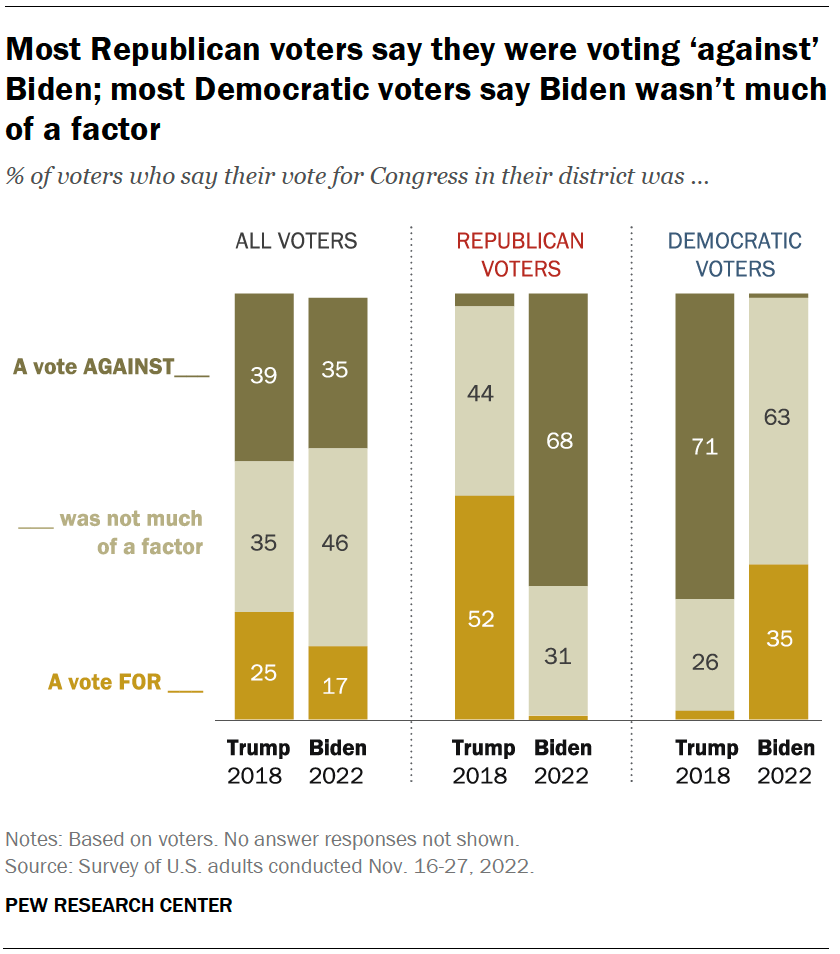 Most Republican voters say they were voting ‘against’
Biden; most Democratic voters say Biden wasn’t much
of a factor
% of voters who say their vote for Congress in their district was ...
ALL VOTERS
REPUBLICAN
VOTERS
DEMOCRATIC
VOTERS
A vote AGAINST___
39
35
44
68
71
63
___ was not much
of a factor
35
46
52
31
26
35
A vote FOR ___
25
17
Trump
2018
Biden
2022
Trump
2018
Biden
2022
Trump
2018
Biden
2022
Notes: Based on voters. No answer responses not shown.
Source: Survey of U.S. adults conducted Nov. 16-27, 2022.
PEW RESEARCH CENTER